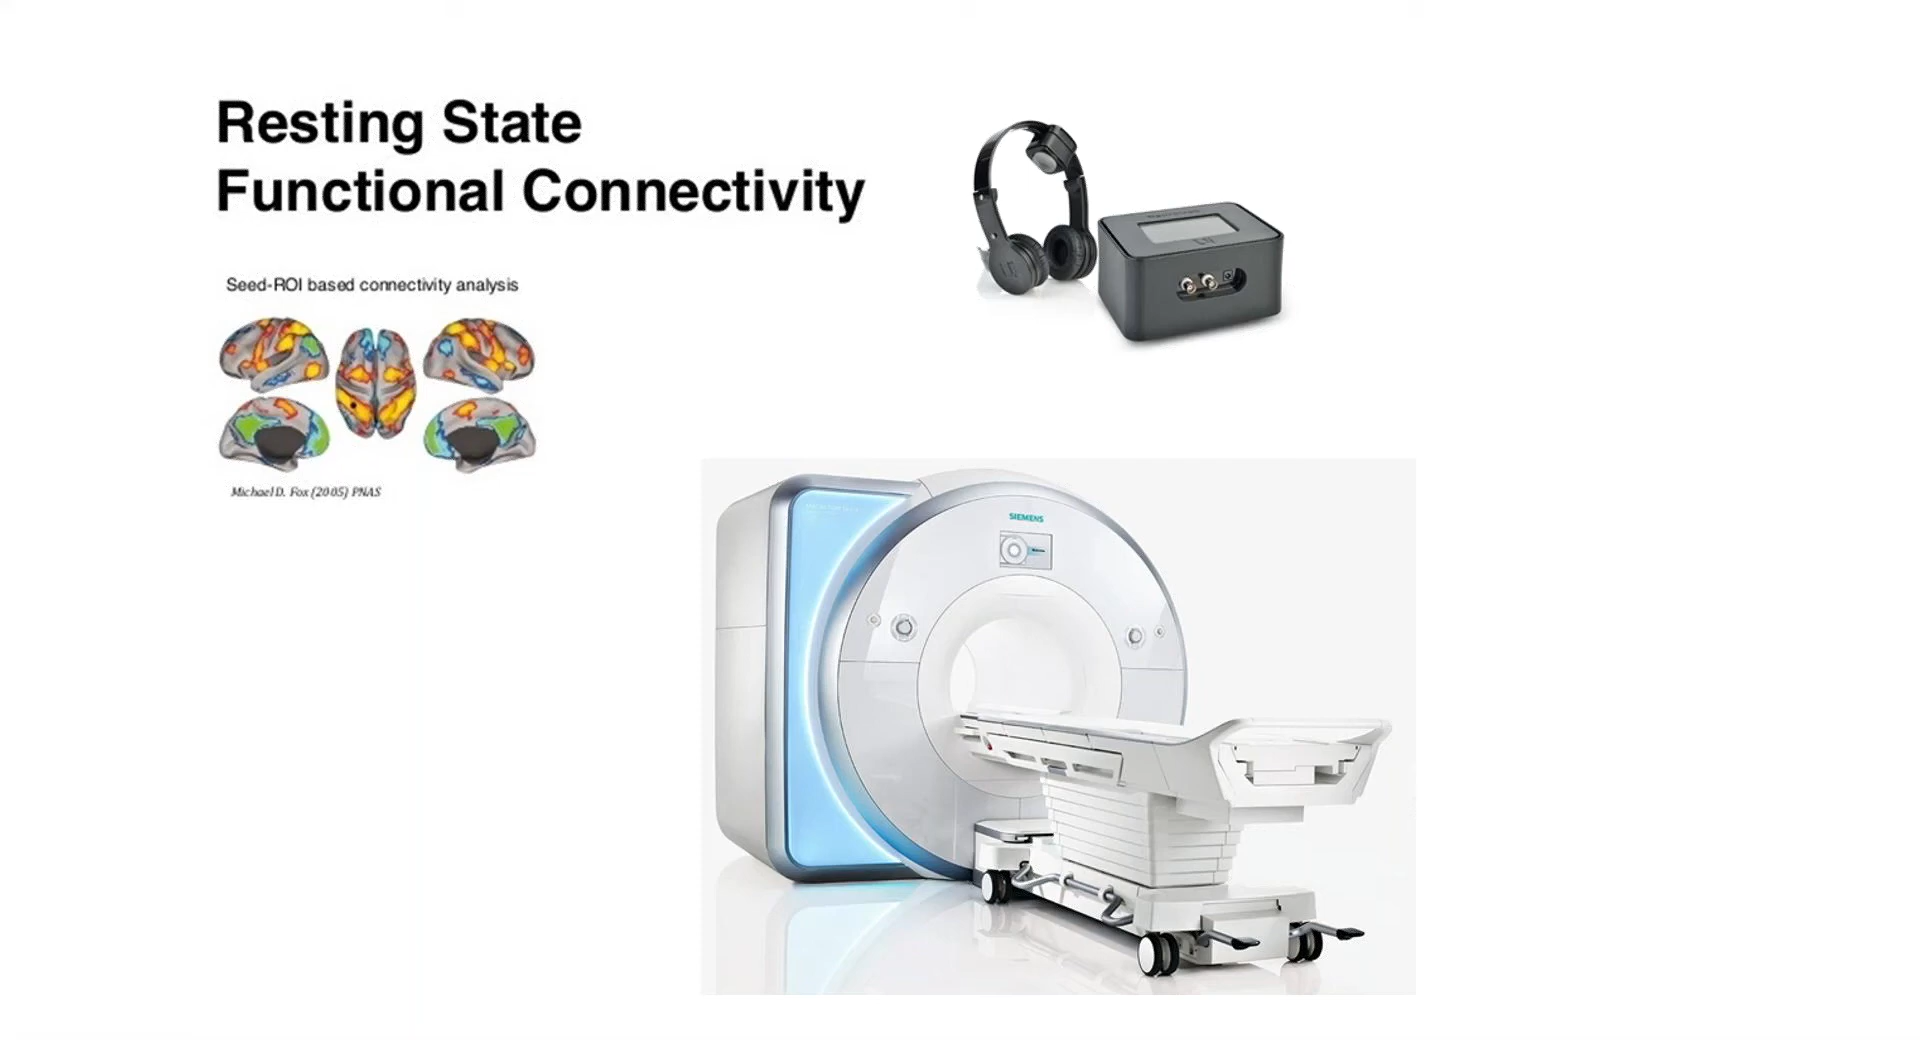 Resting State
Functional Connectivity
Seed-ROI based connectivity analysis
Michael D. Fox (2005) PNAS
SIEMENS